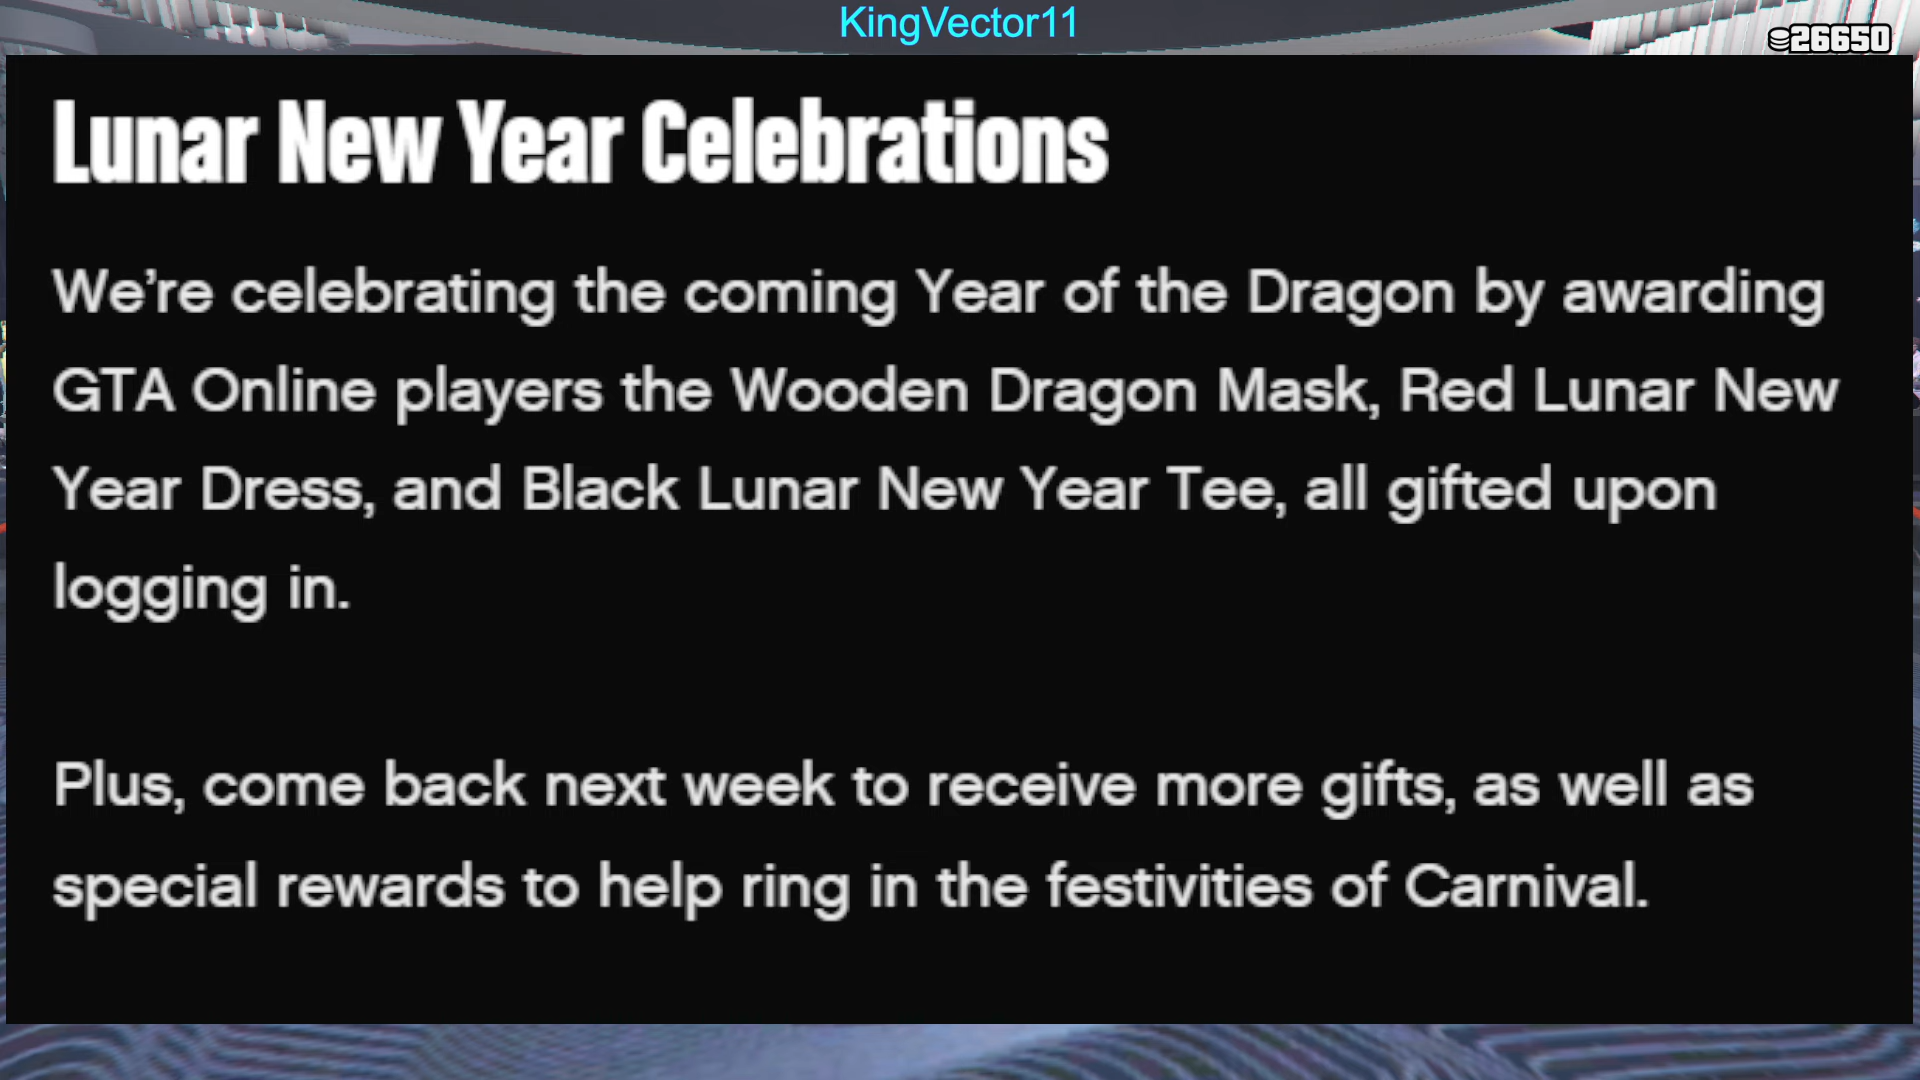 KingVector11
26650
Lunar New Year Celebrations
We're celebrating the coming Year of the Dragon by awarding
GTA Online players the Wooden Dragon Mask, Red Lunar New
Year Dress, and Black Lunar New Year Tee, all gifted upon
logging in.
Plus, come back next week to receive more gifts, as well as
special rewards to help ring in the festivities of Carnival.